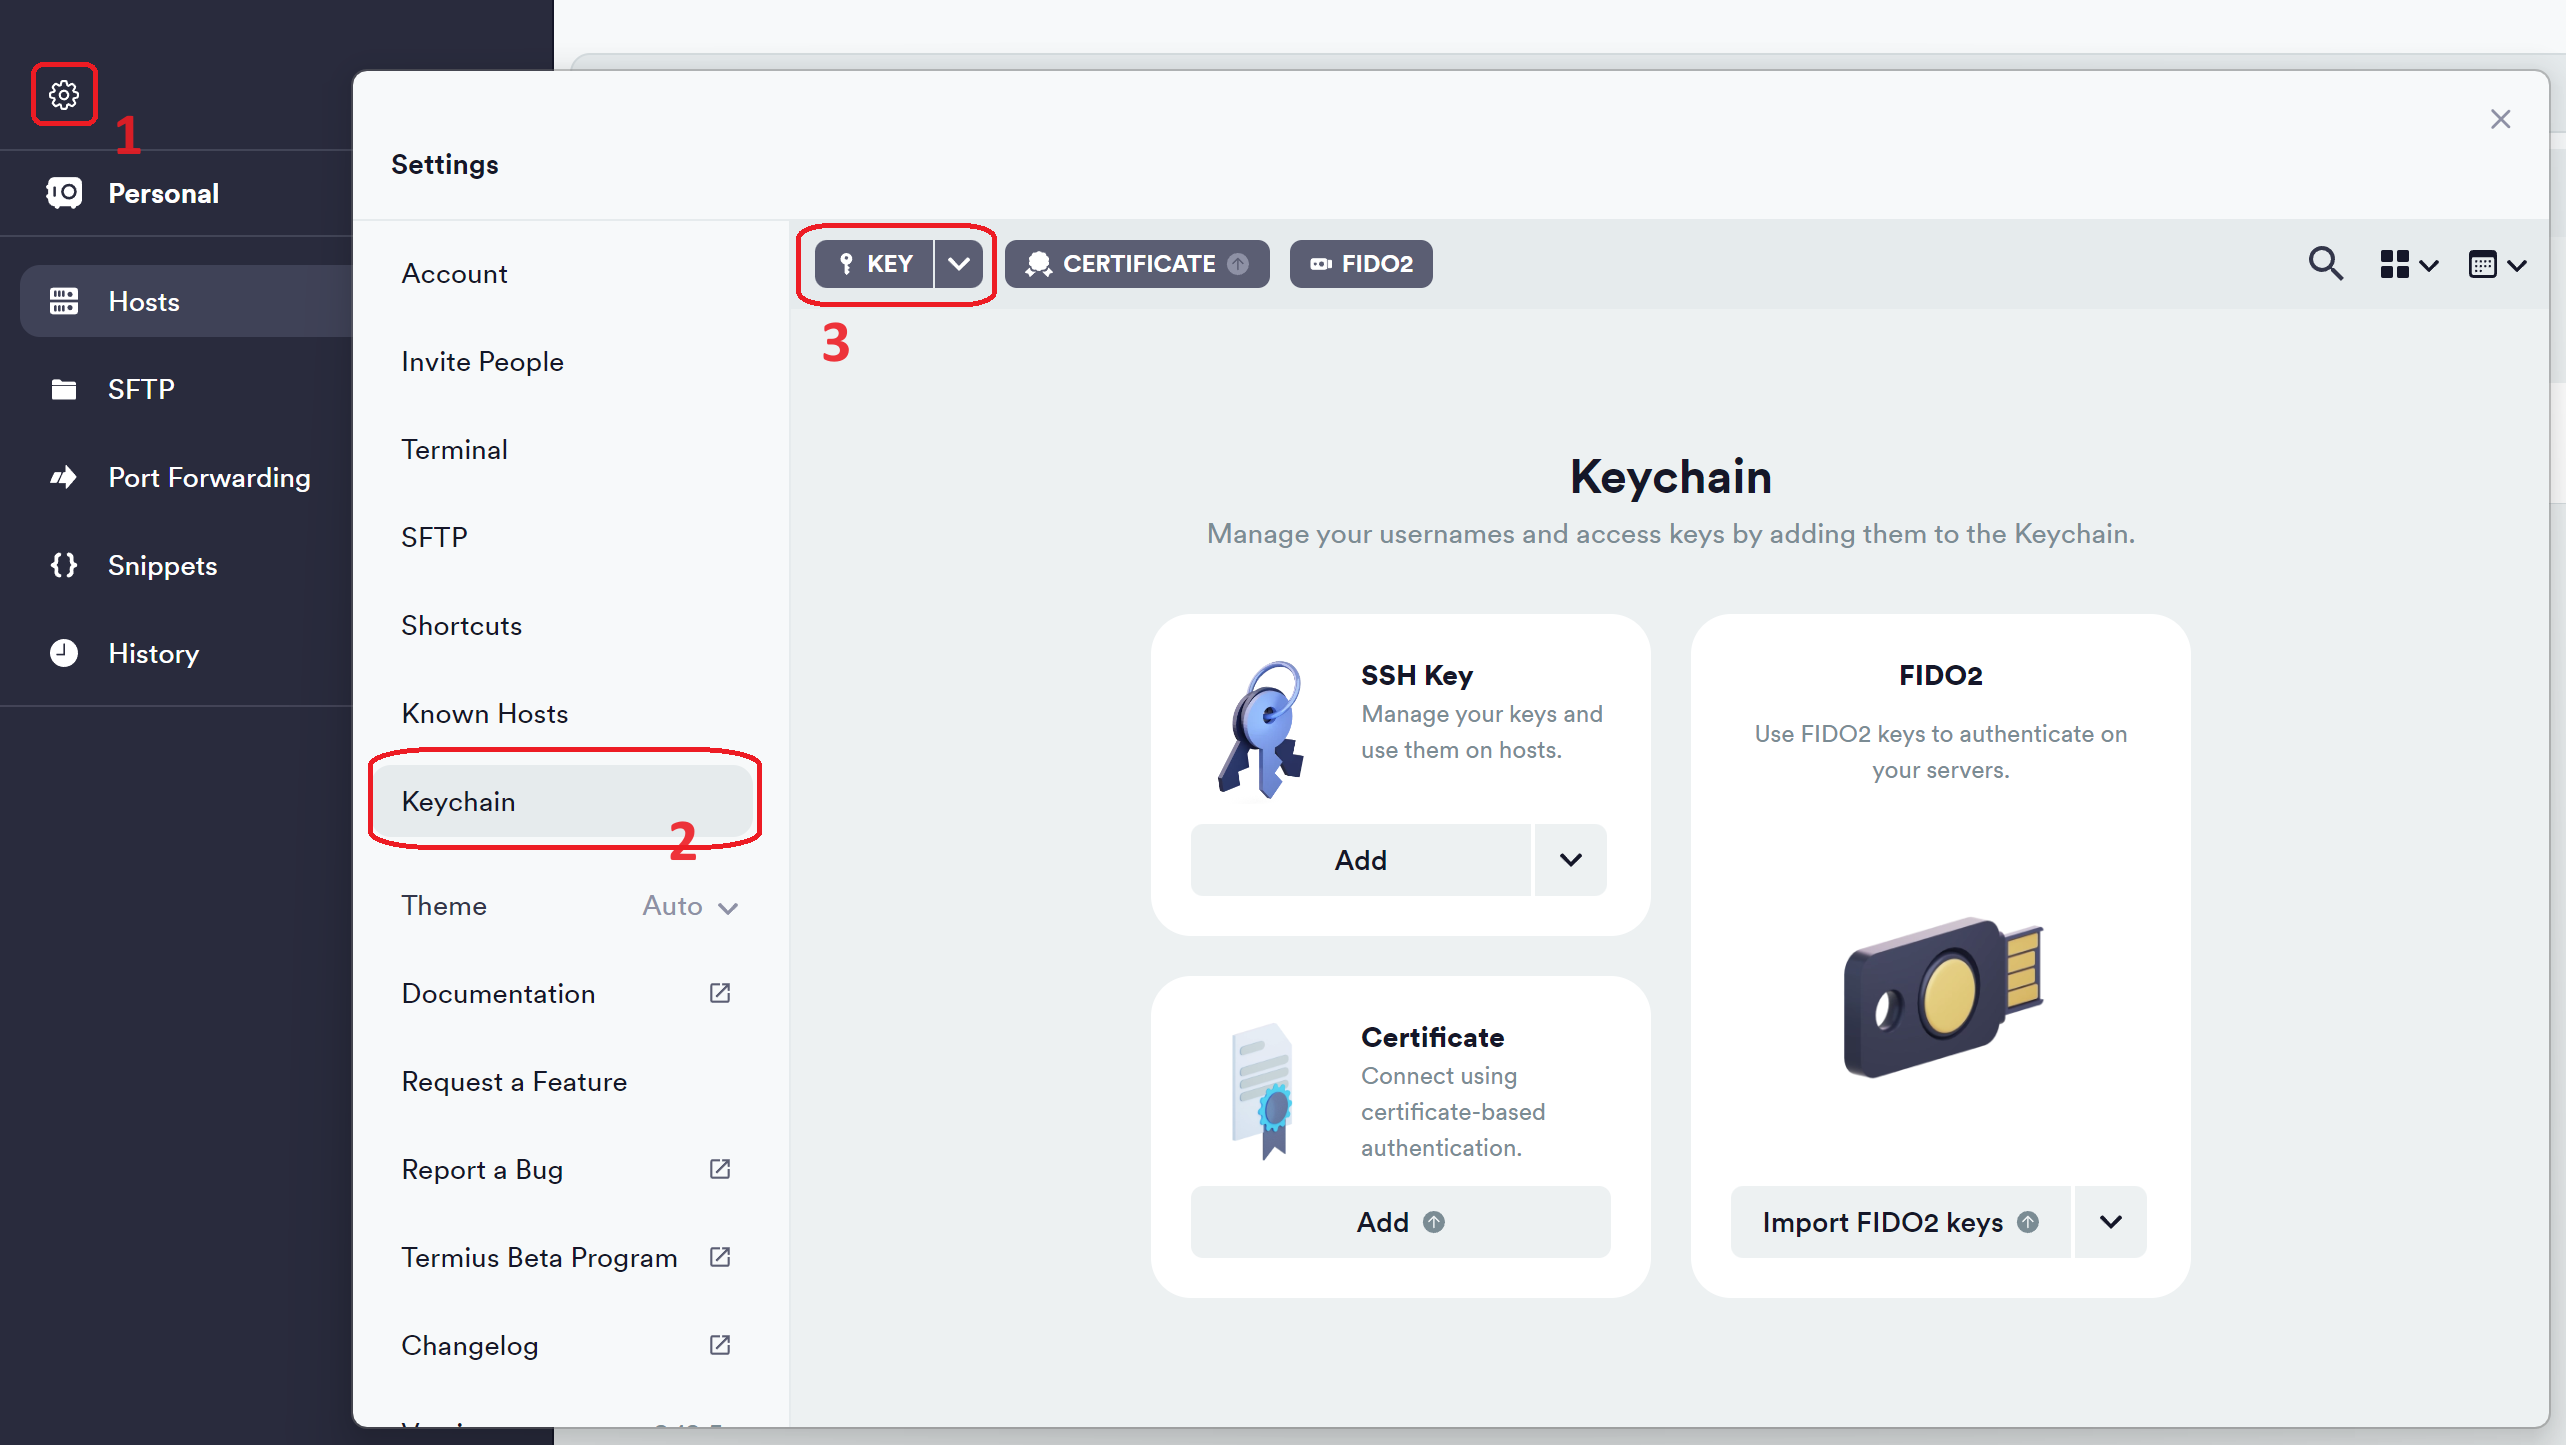 1
Personal
Hosts
SFTP
Port Forwarding
Snippets
History
Settings
Account
Invite People
Terminal
SFTP
Shortcuts
Known Hosts
Keychain
2
Theme Auto
Documentation
Request a Feature
Report a Bug
Termius Beta Program
Changelog
KEY CERTIFICATE FIDO2
3
Keychain
Manage your usernames and access keys by adding them to the Keychain.
SSH Key
Manage your keys and
use them on hosts.
Add
Certificate
Connect using
certificate-based
authentication.
Add
FIDO2
Use FIDO2 keys to authenticate on
your servers.
Import FIDO2 keys